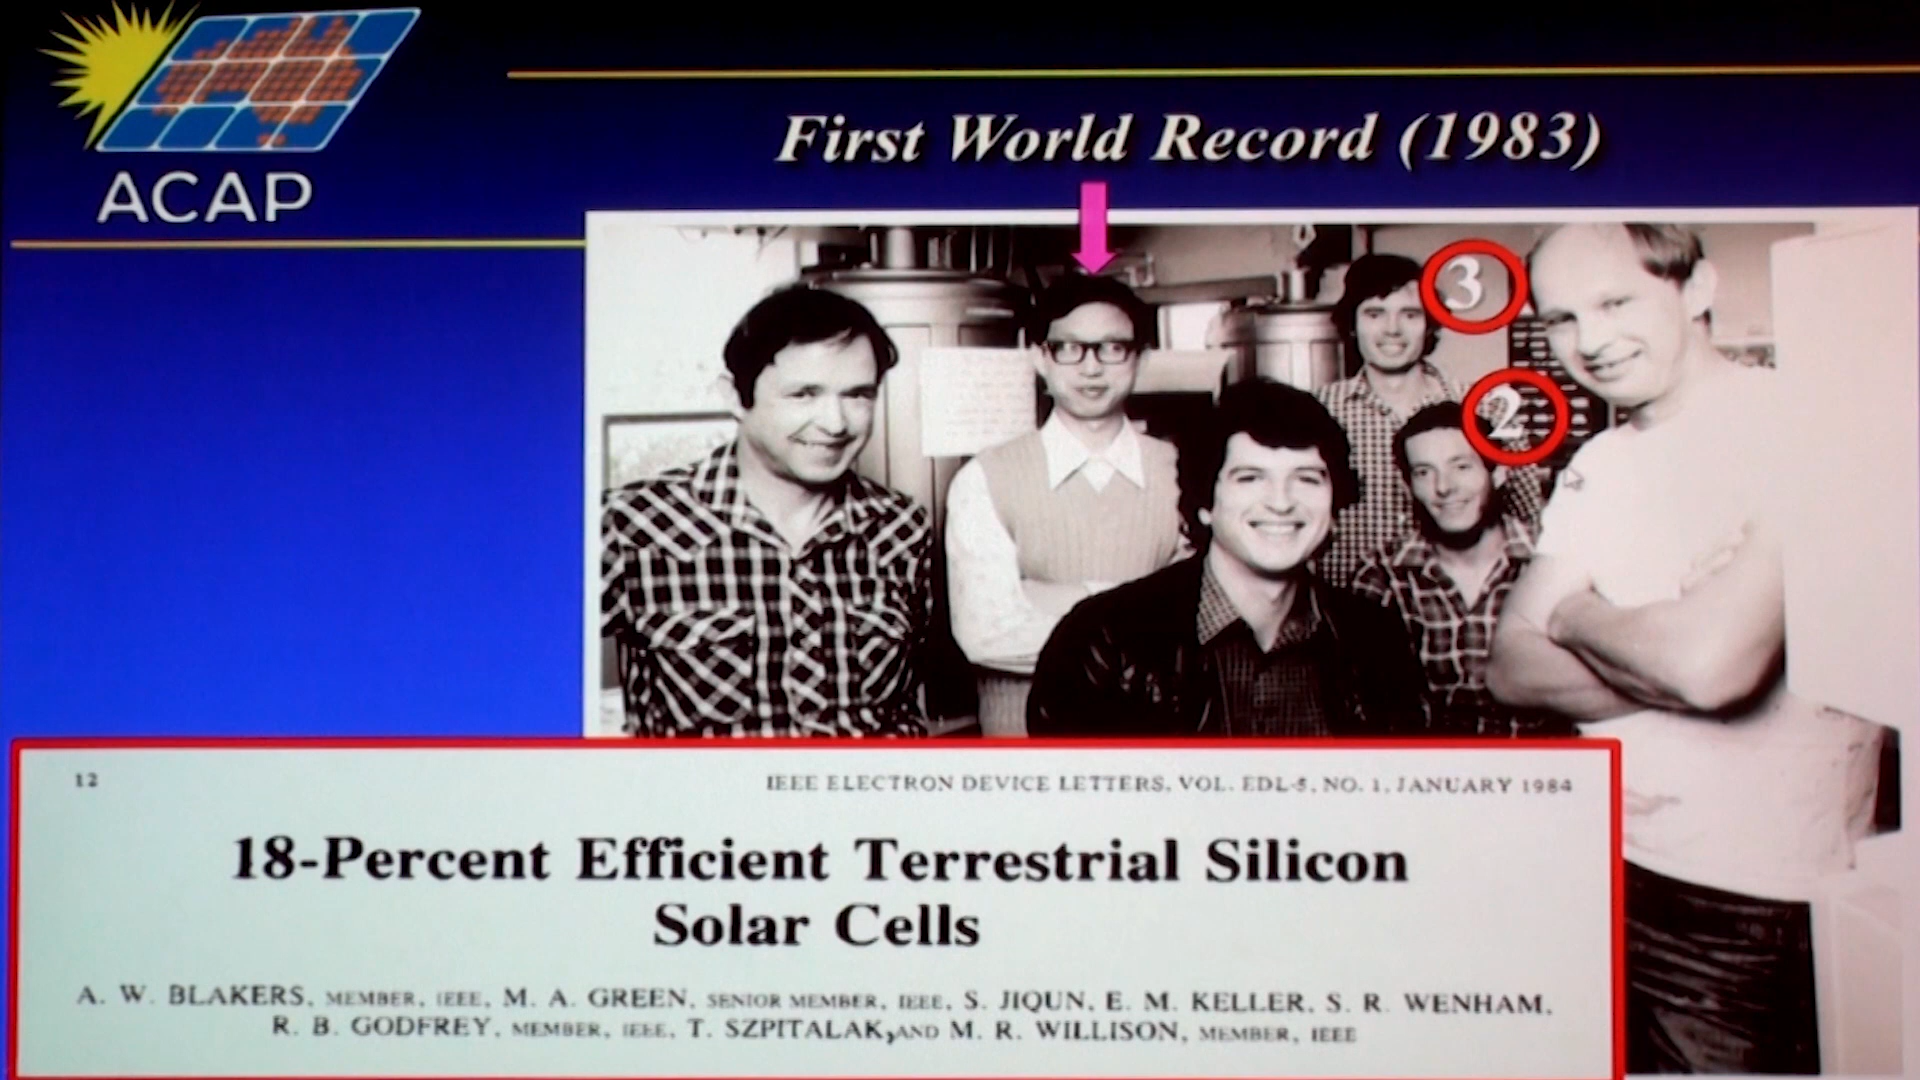 ACAP
First World Record (1983)
3
2
12
IEEE ELECTRON DEVICE LETTERS, VOL. EDL-5, NO. 1, JANUARY 1984
18-Percent Efficient Terrestrial Silicon
Solar Cells
A. W. BLAKERS, MEMBER, IEEE, M. A. GREEN, SENIOR MEMBER, IEEE, S. JIQUN, E. M. KELLER, S. R. WENHAM,
R. B. GODFREY, MEMBER, IEEE, T. SZPITALAK, AND M. R. WILLISON, MEMBER, IEEE